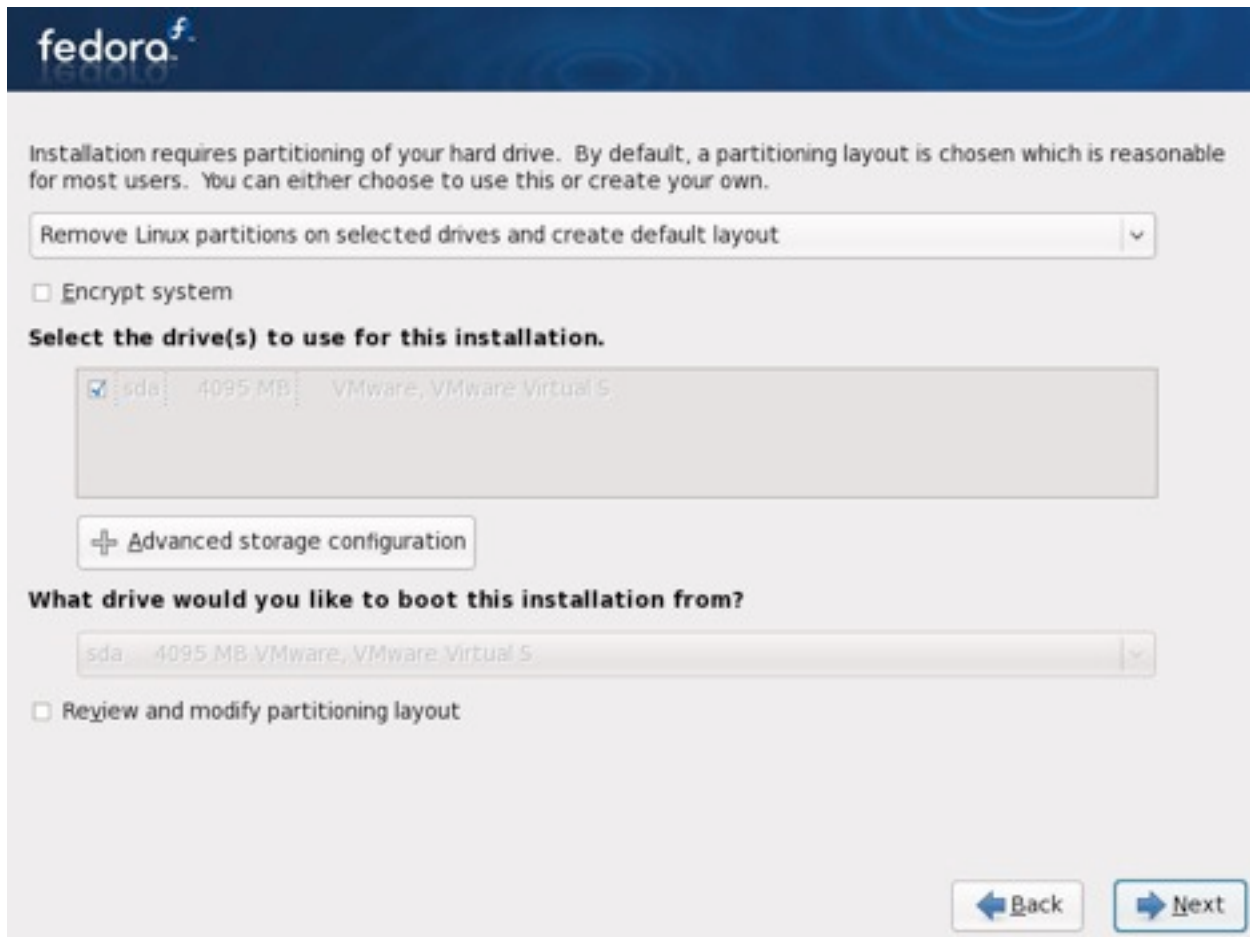 fedora
Installation requires partitioning of your hard drive. By default, a partitioning layout is chosen which is reasonable
for most users. You can either choose to use this or create your own.
Remove Linux partitions on selected drives and create default layout
Encrypt system
Select the drive(s) to use for this installation.
sda 4095 MB VMware, VMware Virtual S
Advanced storage configuration
What drive would you like to boot this installation from?
sda 4095 MB VMware, VMware Virtual S
Review and modify partitioning layout
Back Next